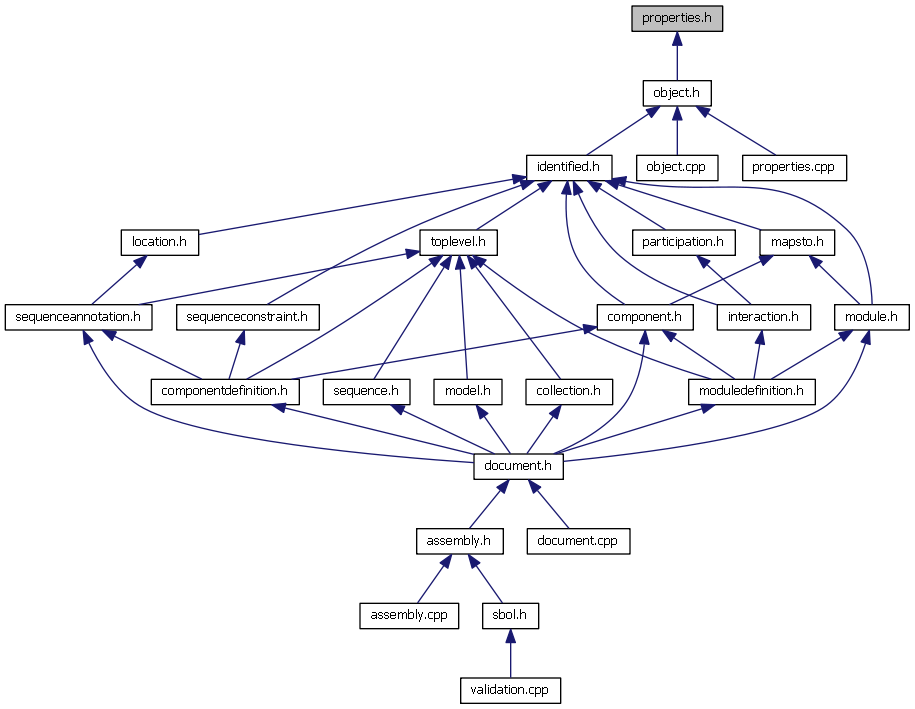 properties.h
object.h
identified.h
object.cpp
properties.cpp
location.h
toplevel.h
participation.h
mapsto.h
sequenceannotation.h
sequenceconstraint.h
component.h
interaction.h
module.h
componentdefinition.h
sequence.h
model.h
collection.h
moduledefinition.h
document.h
assembly.h
document.cpp
assembly.cpp
sbol.h
validation.cpp